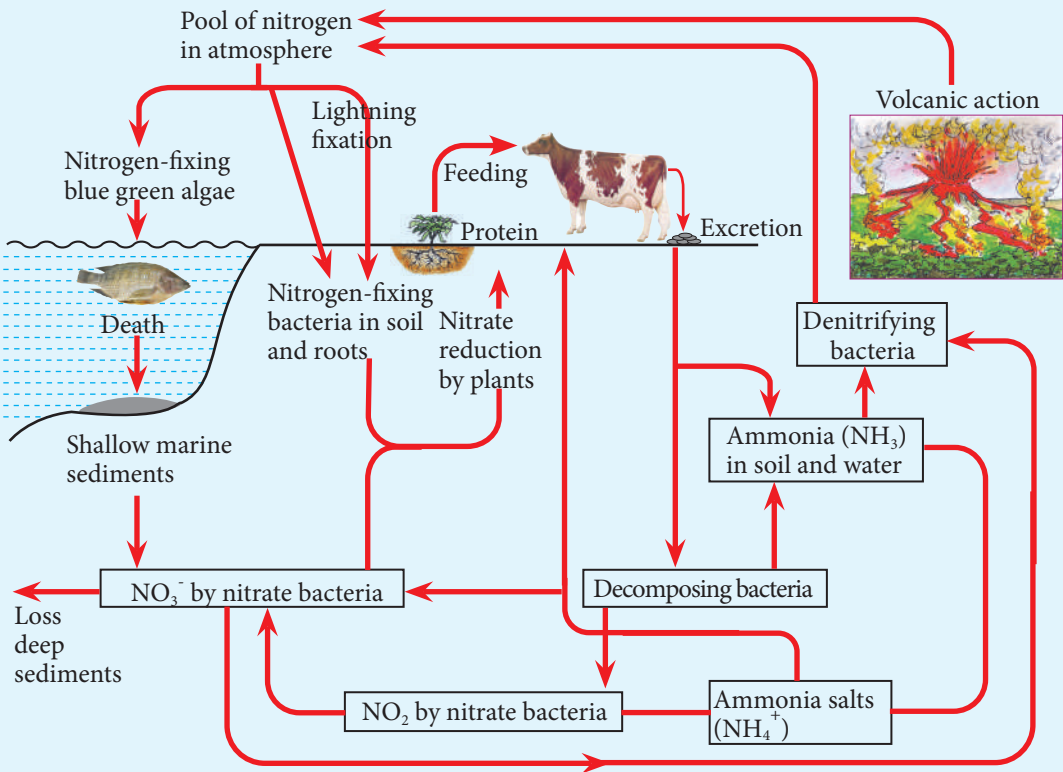 Pool of nitrogen
in atmosphere
Volcanic action
Lightning
fixation
Nitrogen-fixing
blue green algae
Feeding
Protein
Excretion
Death
Nitrogen-fixing
bacteria in soil
and roots
Nitrate
reduction
by plants
Denitrifying
bacteria
Shallow marine
sediments
Ammonia (NH₃)
in soil and water
NO₃⁻ by nitrate bacteria
Decomposing bacteria
Loss
deep
sediments
NO₂ by nitrate bacteria
Ammonia salts
(NH₄⁺)